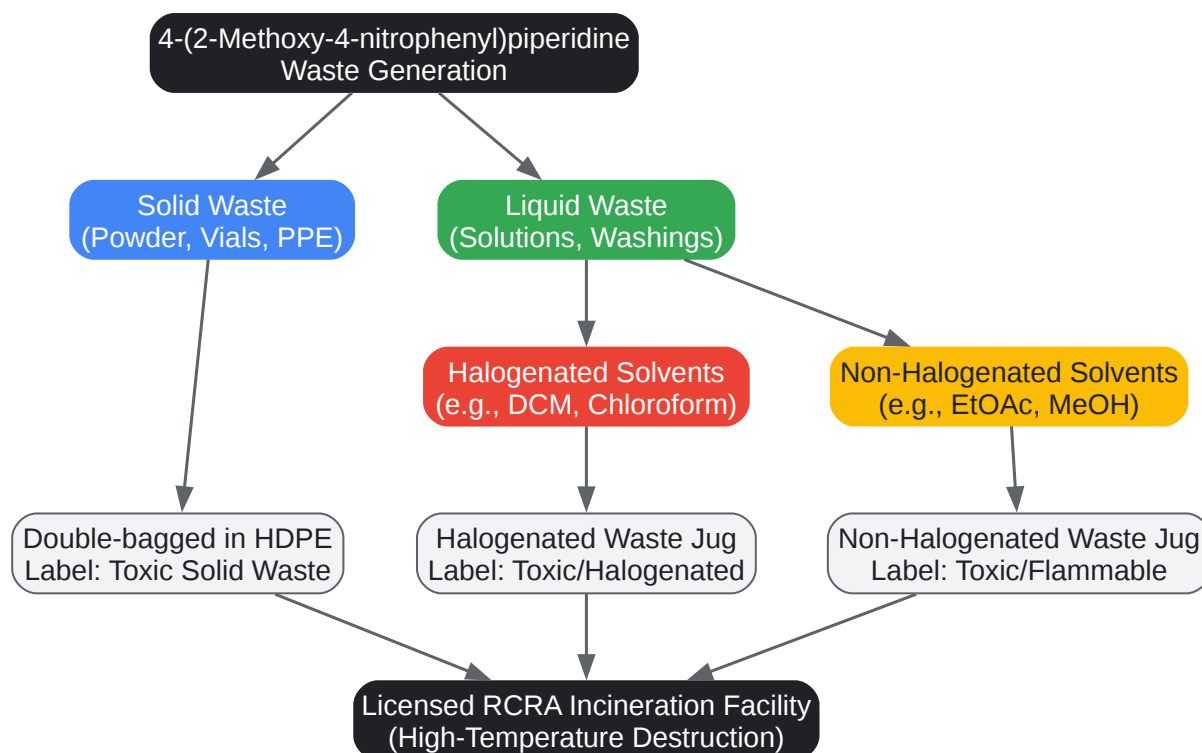 4-(2-Methoxy-4-nitrophenyl)piperidine
Waste Generation
Solid Waste
(Powder, Vials, PPE)
Liquid Waste
(Solutions, Washings)
Halogenated Solvents
(e.g., DCM, Chloroform)
Non-Halogenated Solvents
(e.g., EtOAc, MeOH)
Double-bagged in HDPE
Label: Toxic Solid Waste
Halogenated Waste Jug
Label: Toxic/Halogenated
Non-Halogenated Waste Jug
Label: Toxic/Flammable
Licensed RCRA Incineration Facility
(High-Temperature Destruction)